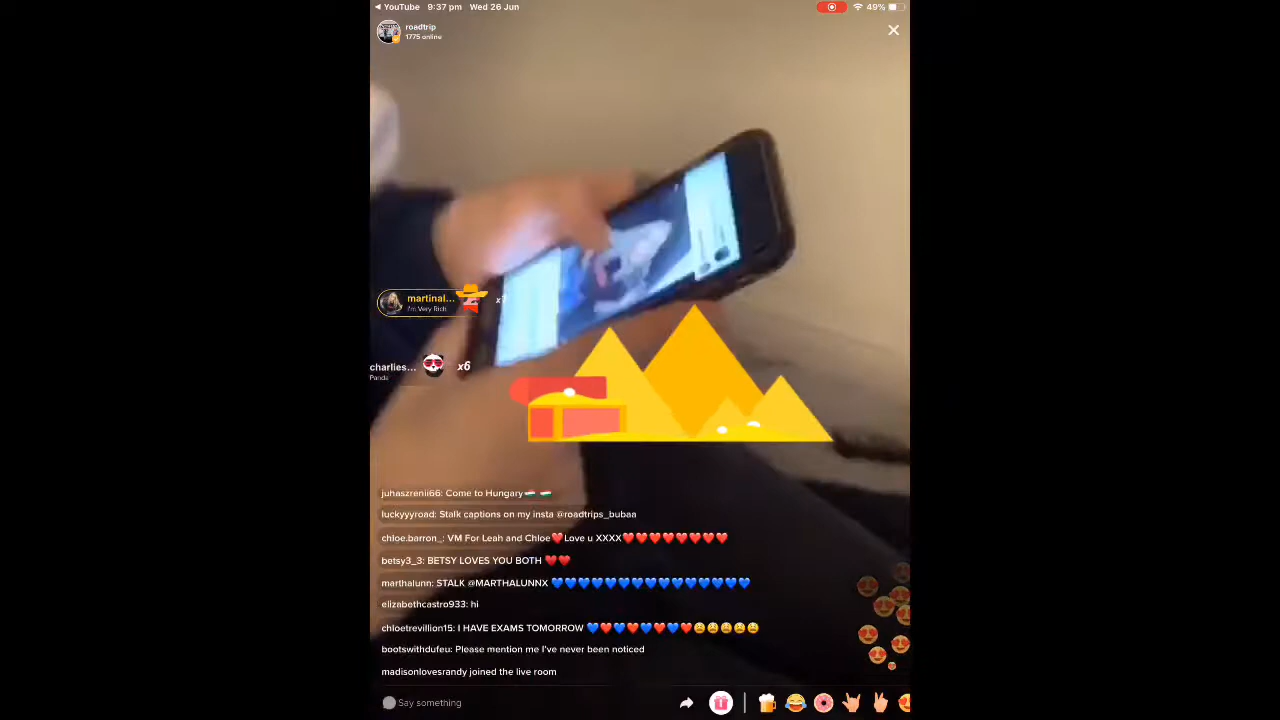 YouTube 9:37 pm Wed 26 Jun 49%
roadtrip
1775 online
martinal...
I'm Very Rich
charlies... x6
Panda
juhaszrenii66: Come to Hungary🇭🇺 🇭🇺
luckyyyroad: Stalk captions on my insta @roadtrips_bubaa
chloe.barron_: VM For Leah and Chloe❤️Love u XXXX❤️❤️❤️❤️❤️❤️❤️❤️
betsy3_3: BETSY LOVES YOU BOTH ❤️❤️
marthalunn: STALK @MARTHALUNNX 💙💙💙💙💙💙💙💙💙💙💙💙💙💙💙
elizabethcastro933: hi
chloetrevillion15: I HAVE EXAMS TOMORROW 💙❤️💙❤️💙❤️💙❤️😩😩😩😩😩
bootswithdufeu: Please mention me I've never been noticed
madisonlovesrandy joined the live room
Say something